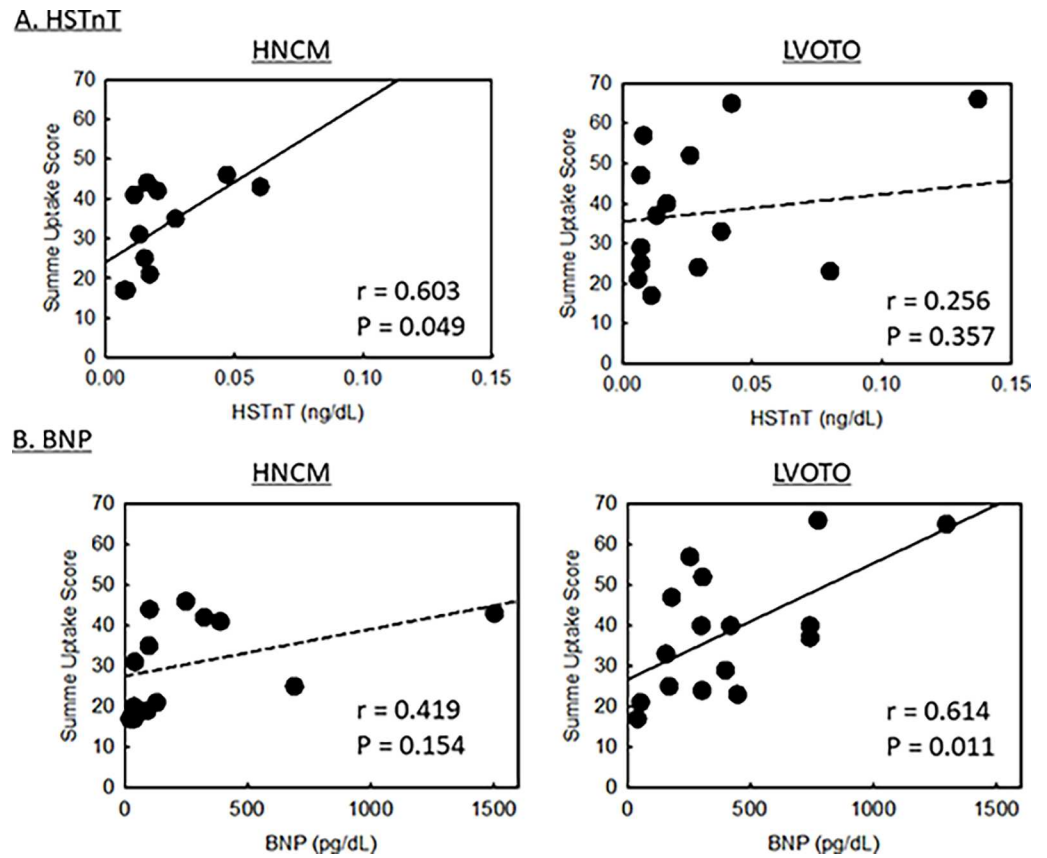 A. HSTnT
HNCM
LVOTO
70
60
50
40
30
20
10
0
Summe Uptake Score
r = 0.603
P = 0.049
0.00
0.05
0.10
0.15
HSTnT (ng/dL)
70
60
50
40
30
20
10
0
Summe Uptake Score
r = 0.256
P = 0.357
0.00
0.05
0.10
0.15
HSTnT (ng/dL)
B. BNP
HNCM
LVOTO
70
60
50
40
30
20
10
0
Summe Uptake Score
r = 0.419
P = 0.154
0
500
1000
1500
BNP (pg/dL)
70
60
50
40
30
20
10
0
Summe Uptake Score
r = 0.614
P = 0.011
0
500
1000
1500
BNP (pg/dL)